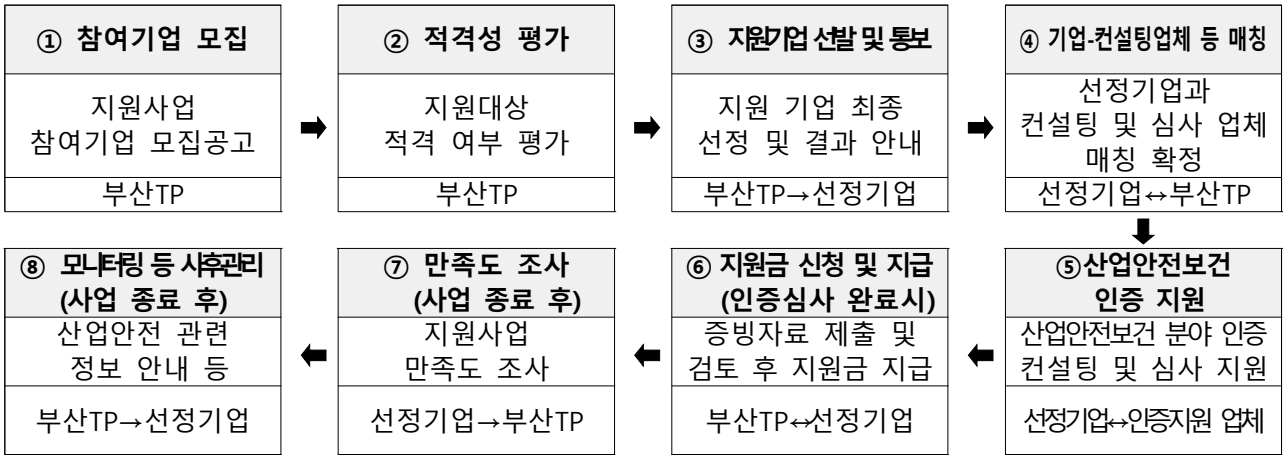 ① 참여기업 모집
지원사업
참여기업 모집공고
부산TP
② 적격성 평가
지원대상
적격 여부 평가
부산TP
③ 지원기업 선발 및 통보
지원 기업 최종
선정 및 결과 안내
부산TP→선정기업
④ 기업-컨설팅업체 등 매칭
선정기업과
컨설팅 및 심사 업체
매칭 확정
선정기업↔부산TP
⑤산업안전보건
인증 지원
산업안전보건 분야 인증
컨설팅 및 심사 지원
선정기업↔인증지원 업체
⑥ 지원금 신청 및 지급
(인증심사 완료시)
증빙자료 제출 및
검토 후 지원금 지급
부산TP↔선정기업
⑦ 만족도 조사
(사업 종료 후)
지원사업
만족도 조사
선정기업→부산TP
⑧ 모니터링 등 사후관리
(사업 종료 후)
산업안전 관련
정보 안내 등
부산TP→선정기업